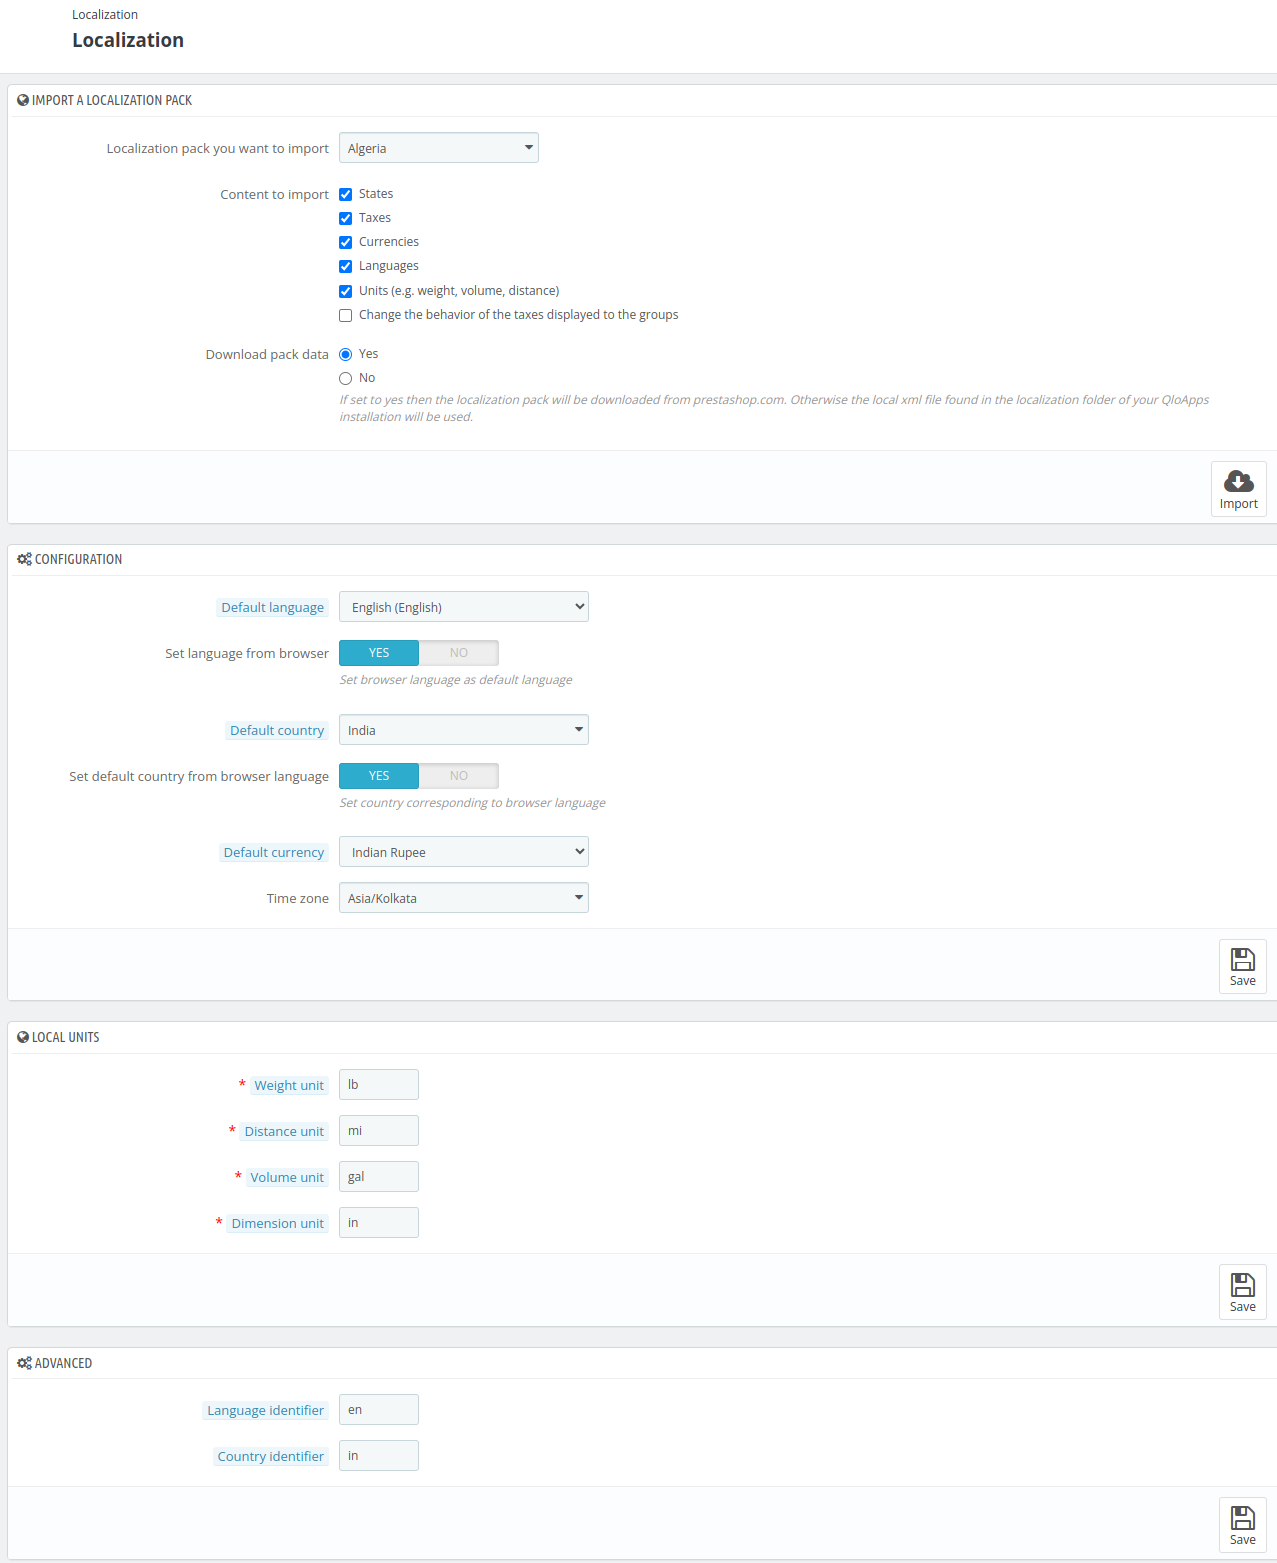 Localization
Localization
IMPORT A LOCALIZATION PACK
Localization pack you want to import Algeria
Content to import States
Taxes
Currencies
Languages
Units (e.g. weight, volume, distance)
Change the behavior of the taxes displayed to the groups
Download pack data Yes
No
If set to yes then the localization pack will be downloaded from prestashop.com. Otherwise the local xml file found in the localization folder of your QloApps
installation will be used.
Import
CONFIGURATION
Default language English (English)
Set language from browser YES NO
Set browser language as default language
Default country India
Set default country from browser language YES NO
Set country corresponding to browser language
Default currency Indian Rupee
Time zone Asia/Kolkata
Save
LOCAL UNITS
* Weight unit lb
* Distance unit mi
* Volume unit gal
* Dimension unit in
Save
ADVANCED
Language identifier en
Country identifier in
Save